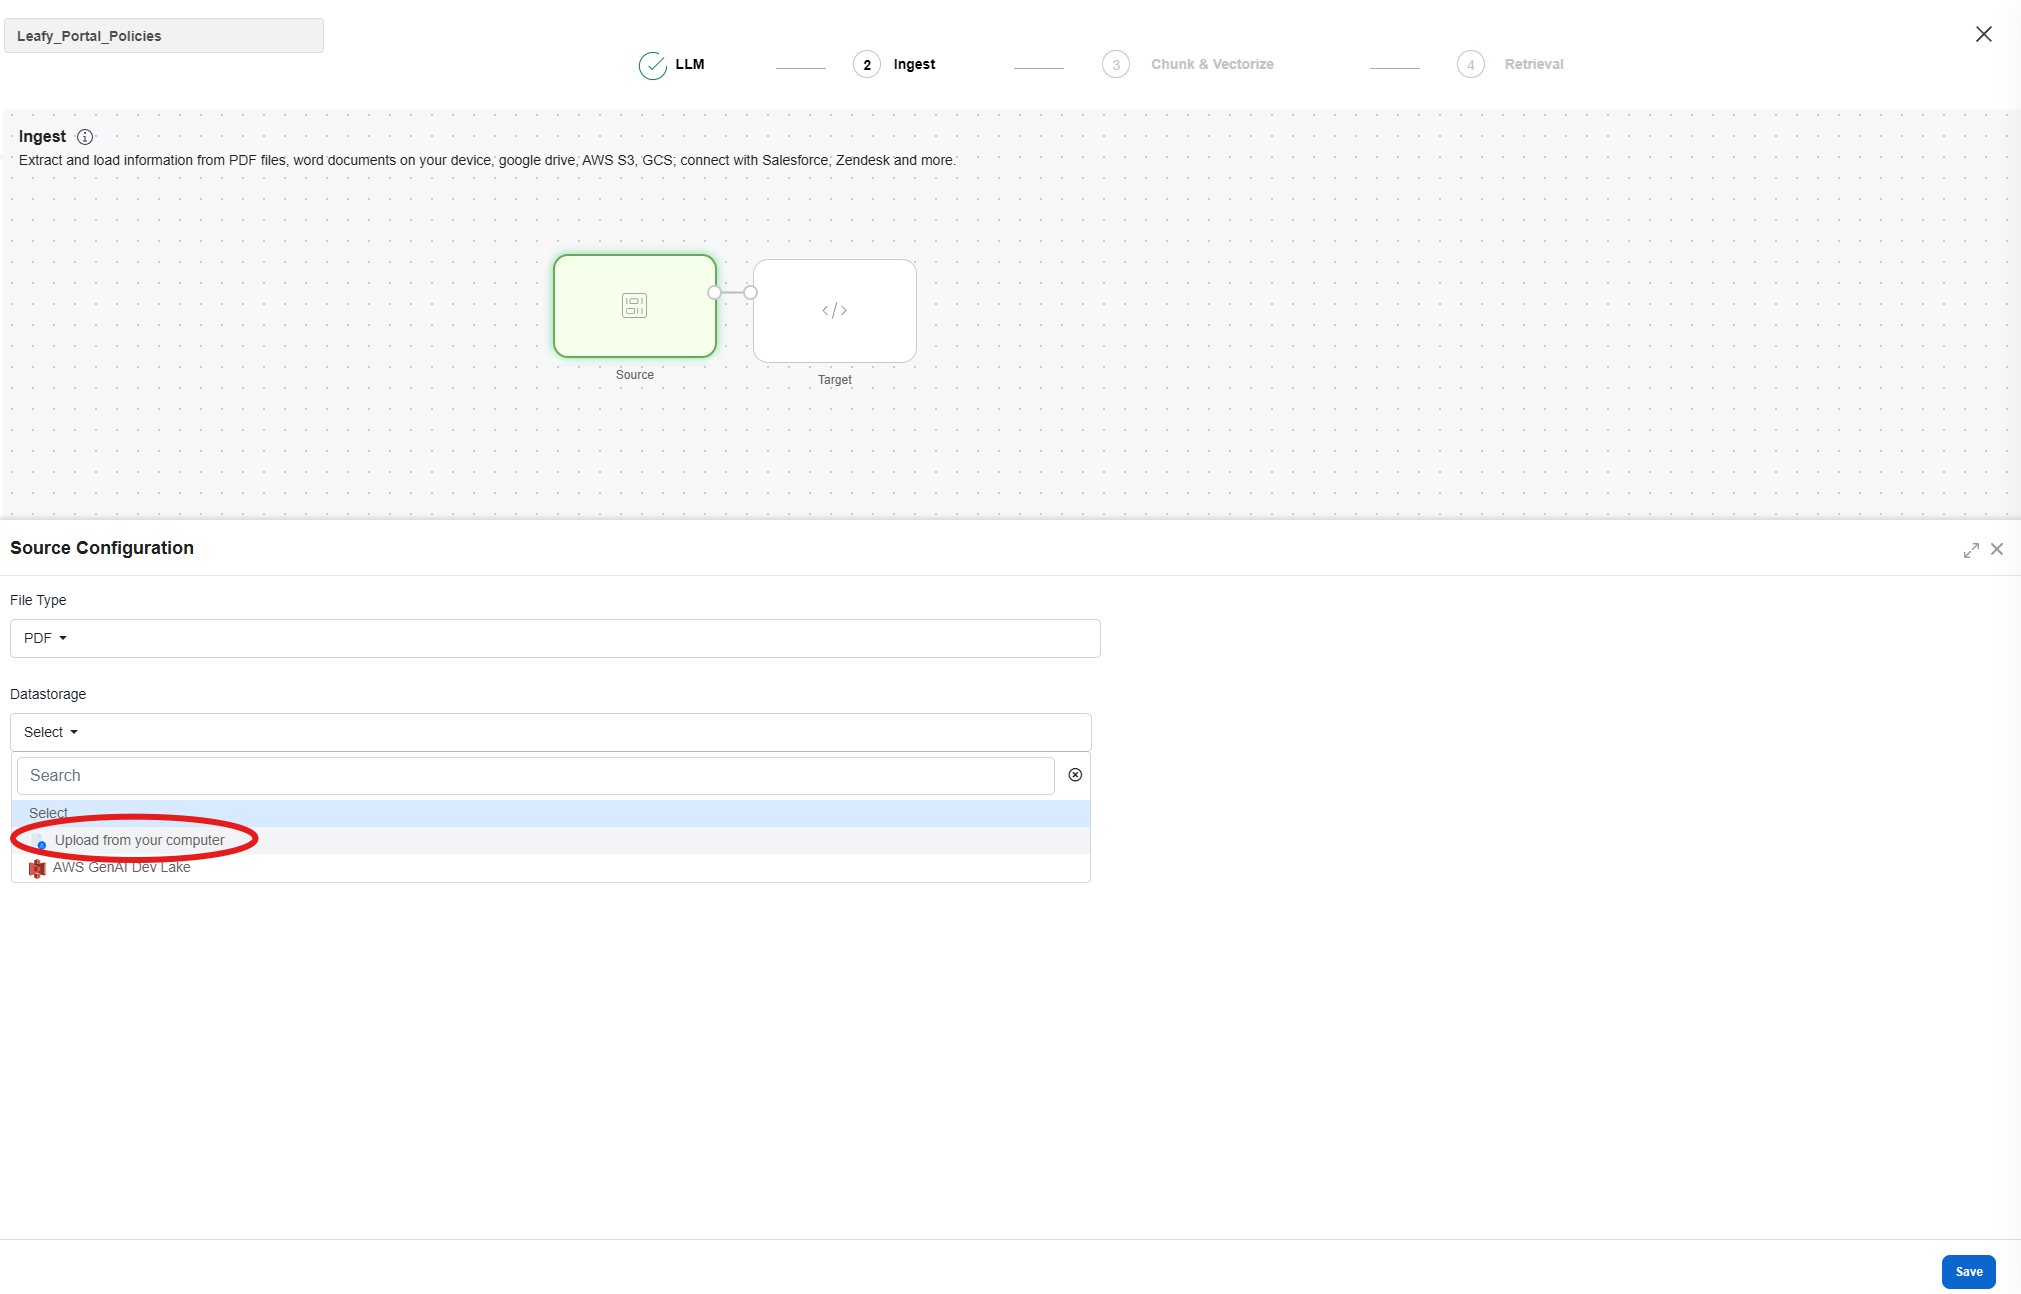 Leafy_Portal_Policies
LLM
2 Ingest
3 Chunk & Vectorize
4 Retrieval
Ingest
Extract and load information from PDF files, word documents on your device, google drive, AWS S3, GCS; connect with Salesforce, Zendesk and more.
Source
Target
Source Configuration
File Type
PDF
Datastorage
Select
Search
Select
Upload from your computer
AWS GenAI Dev Lake
Save